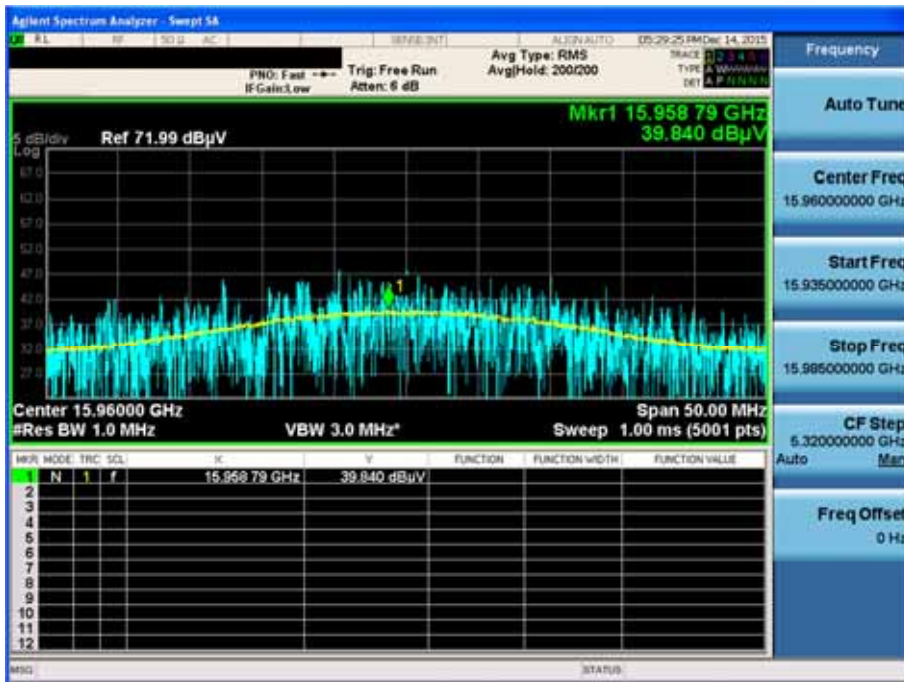 Agilent Spectrum Analyzer - Swept SA
RL RF 50 Ω AC SENSE:INT ALIGN AUTO 05:29:25 PM Dec 14, 2015
Frequency
PNO: Fast
IFGain:Low
Trig: Free Run
Atten: 6 dB
Avg Type: RMS
Avg|Hold: 200/200
TRACE 1 2 3 4 5 6
TYPE A W
DET A P N N N N
Auto Tune
Mkr1 15.958 79 GHz
39.840 dBµV
5 dB/div Ref 71.99 dBµV
Log
67.0
62.0
57.0
52.0
47.0
42.0
37.0
32.0
27.0
1
Center Freq
15.960000000 GHz
Start Freq
15.935000000 GHz
Stop Freq
15.985000000 GHz
Center 15.96000 GHz Span 50.00 MHz
#Res BW 1.0 MHz VBW 3.0 MHz* Sweep 1.00 ms (5001 pts)
CF Step
5.320000000 GHz
Auto Man
Freq Offset
0 Hz
MKR MODE TRC SCL X Y FUNCTION FUNCTION WIDTH FUNCTION VALUE
1 N 1 f 15.958 79 GHz 39.840 dBµV
2
3
4
5
6
7
8
9
10
11
12
MSG STATUS